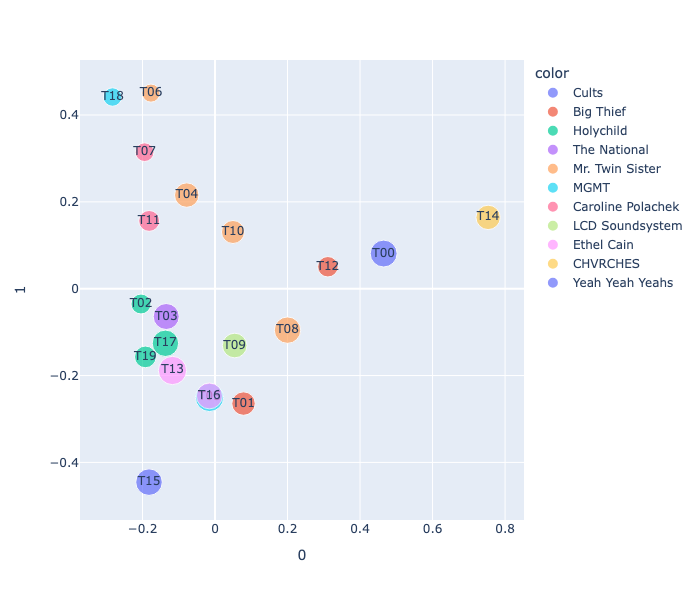 color
Cults
Big Thief
Holychild
The National
Mr. Twin Sister
MGMT
Caroline Polachek
LCD Soundsystem
Ethel Cain
CHVRCHES
Yeah Yeah Yeahs
T18
T06
0.4
T07
T04
0.2
T11
T10
T14
T00
T12
0
T02
T03
T08
T17
T09
T19
T13
−0.2
T16
T01
−0.4
T15
1
−0.2
0
0.2
0.4
0.6
0.8
0